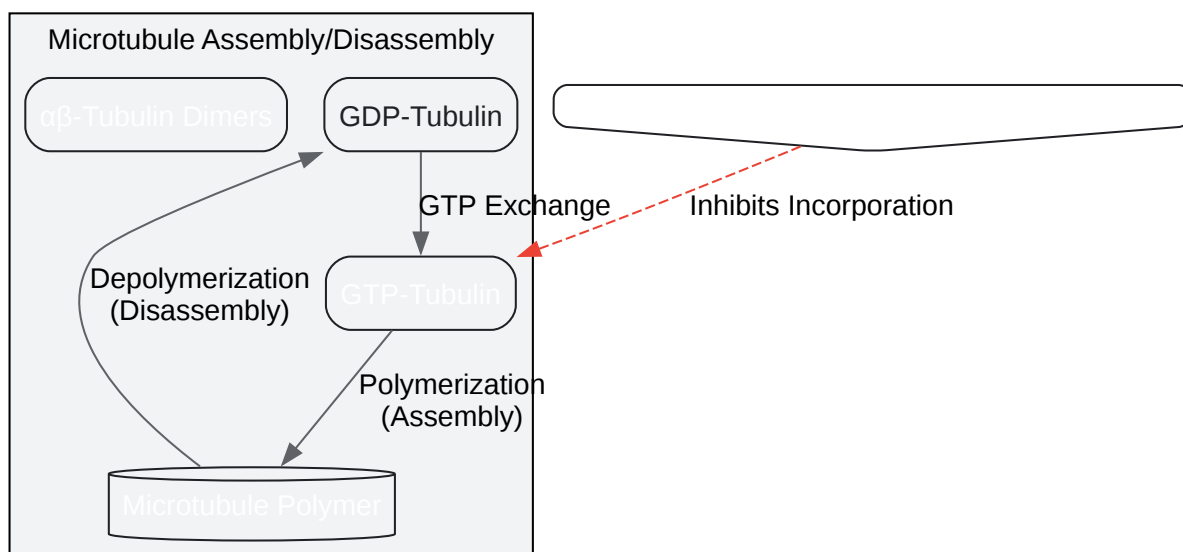 Microtubule Assembly/Disassembly
αβ-Tubulin Dimers
GDP-Tubulin
GTP Exchange
Inhibits Incorporation
Depolymerization
(Disassembly)
GTP-Tubulin
Polymerization
(Assembly)
Microtubule Polymer